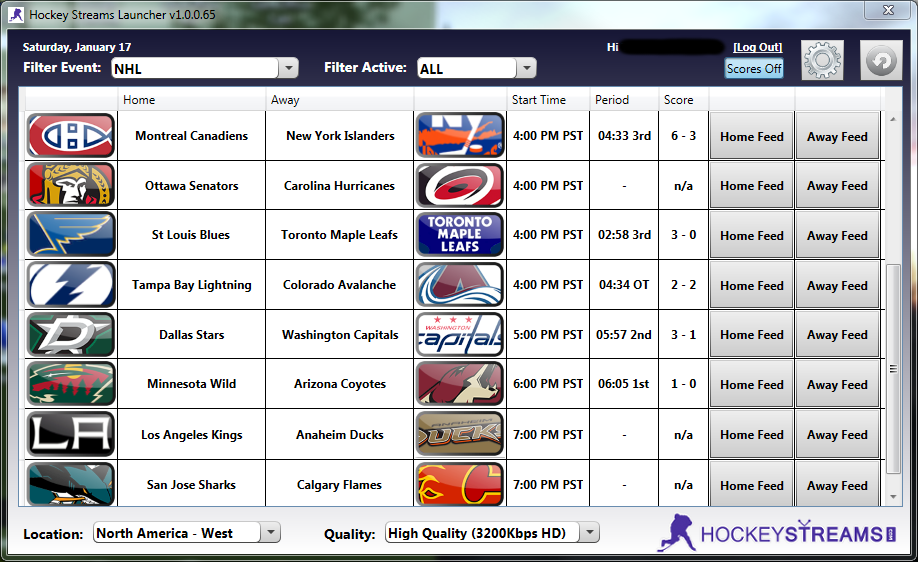 Hockey Streams Launcher v1.0.0.65
Saturday, January 17
Hi
[Log Out]
Filter Event: NHL
Filter Active: ALL
Scores Off
Home Away Start Time Period Score
Montreal Canadiens New York Islanders NY 4:00 PM PST 04:33 3rd 6 - 3 Home Feed Away Feed
Ottawa Senators Carolina Hurricanes 4:00 PM PST - n/a Home Feed Away Feed
St Louis Blues Toronto Maple Leafs TORONTO MAPLE LEAFS 4:00 PM PST 02:58 3rd 3 - 0 Home Feed Away Feed
Tampa Bay Lightning Colorado Avalanche 4:00 PM PST 04:34 OT 2 - 2 Home Feed Away Feed
D Dallas Stars Washington Capitals WASHINGTON capitals 5:00 PM PST 05:57 2nd 3 - 1 Home Feed Away Feed
Minnesota Wild Arizona Coyotes 6:00 PM PST 06:05 1st 1 - 0 Home Feed Away Feed
LA Los Angeles Kings Anaheim Ducks ANAHEIM DUCKS 7:00 PM PST - n/a Home Feed Away Feed
San Jose Sharks Calgary Flames C 7:00 PM PST - n/a Home Feed Away Feed
Location: North America - West
Quality: High Quality (3200Kbps HD)
HOCKEYSTREAMS